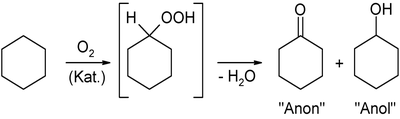 O₂
(Kat.)
H OOH
- H₂O
O
+
OH
"Anon"
"Anol"